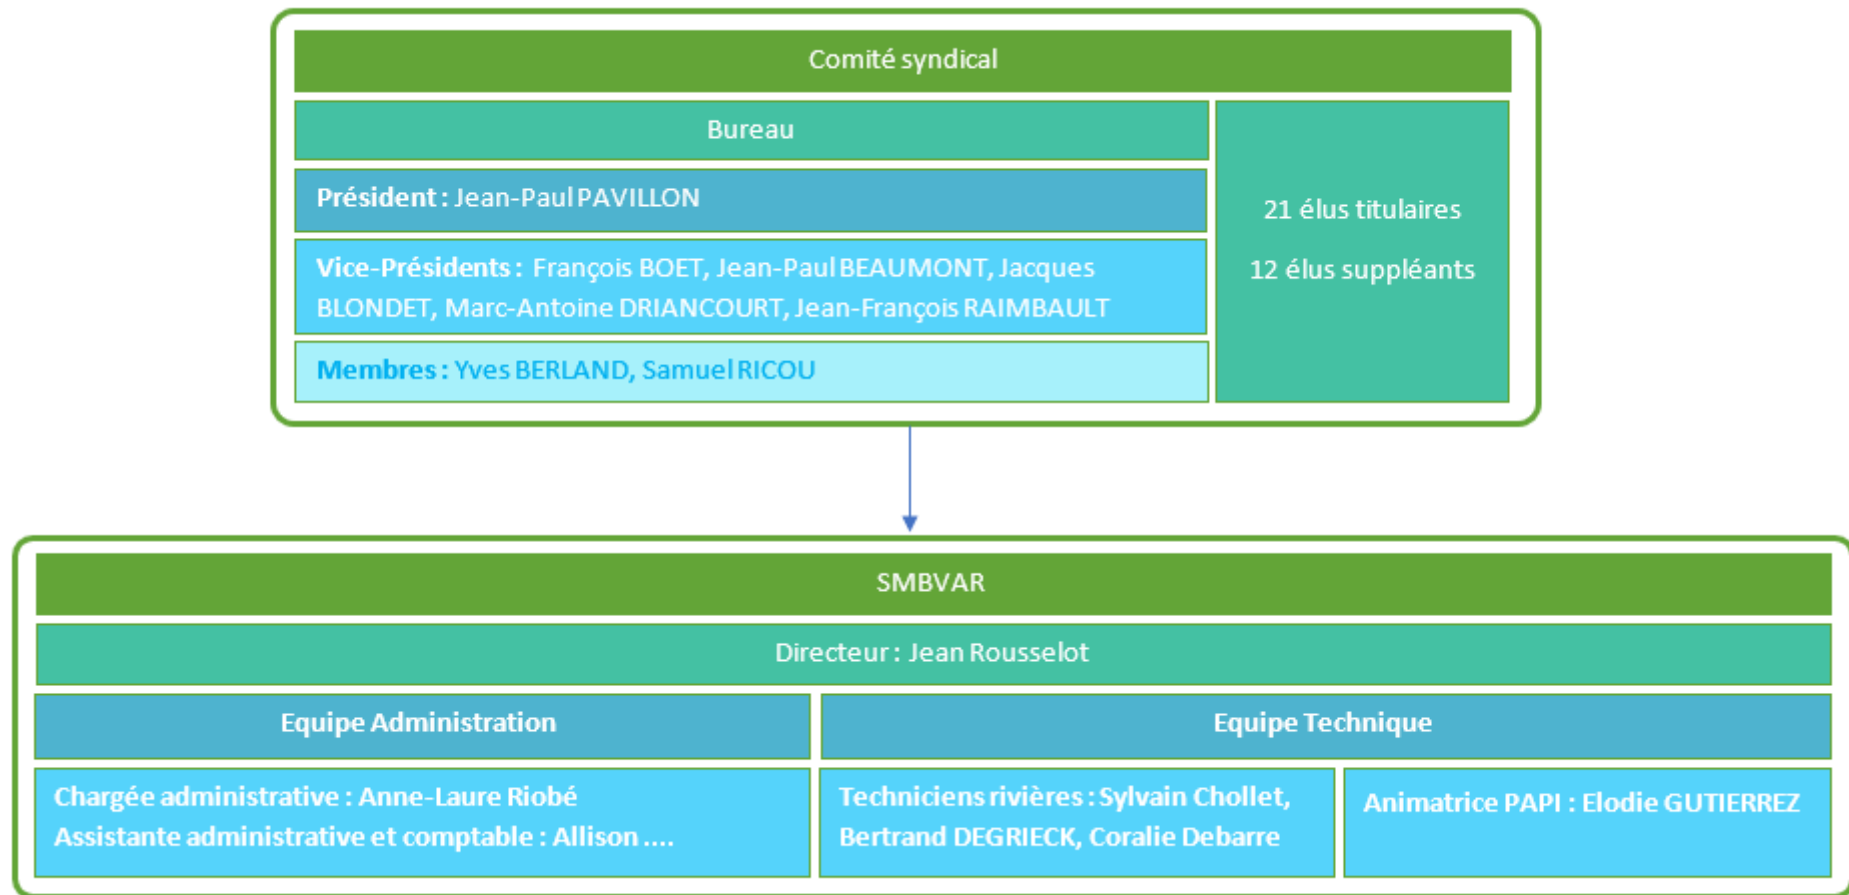 Comité syndical
Bureau
Président : Jean-Paul PAVILLON
Vice-Présidents : François BOET, Jean-Paul BEAUMONT, Jacques
BLONDET, Marc-Antoine DRIANCOURT, Jean-François RAIMBAULT
Membres : Yves BERLAND, Samuel RICOU
21 élus titulaires
12 élus suppléants
SMBVAR
Directeur : Jean Rousselot
Equipe Administration
Equipe Technique
Chargée administrative : Anne-Laure Riobé
Assistante administrative et comptable : Allison ....
Techniciens rivières : Sylvain Chollet,
Bertrand DEGRIECK, Coralie Debarre
Animatrice PAPI : Elodie GUTIERREZ